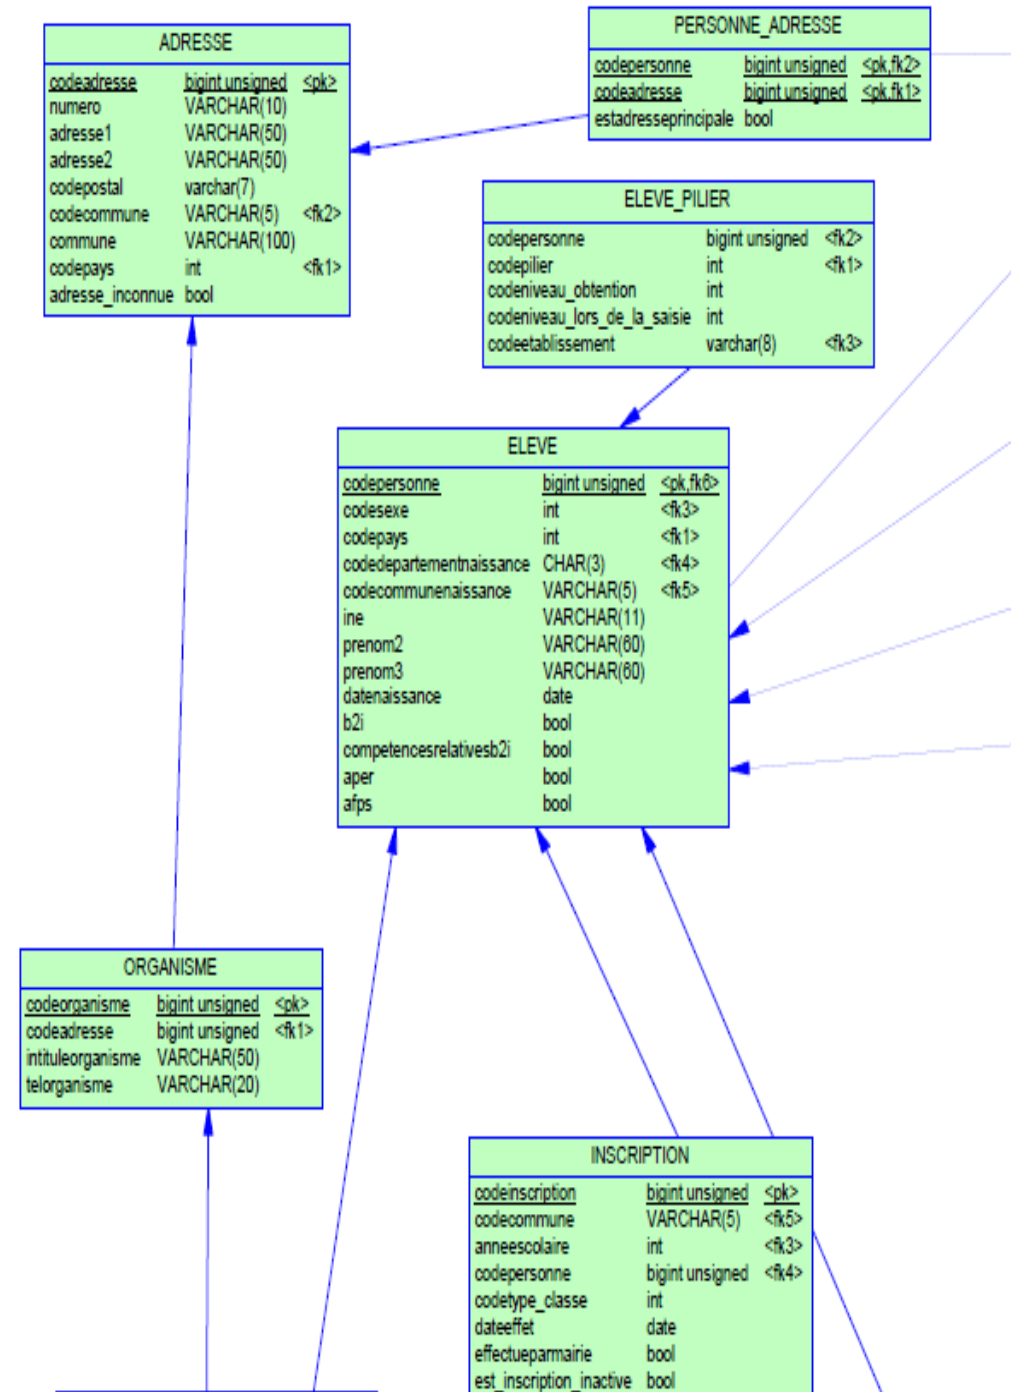 PERSONNE_ADRESSE
codepersonne bigint unsigned <pk,fk2>
codeadresse bigint unsigned <pk,fk1>
estadresseprincipale bool
ADRESSE
codeadresse bigint unsigned <pk>
numero VARCHAR(10)
adresse1 VARCHAR(50)
adresse2 VARCHAR(50)
codepostal varchar(7)
codecommune VARCHAR(5) <fk2>
commune VARCHAR(100)
codepays int <fk1>
adresse_inconnue bool
ELEVE_PILIER
codepersonne bigint unsigned <fk2>
codepilier int <fk1>
codeniveau_obtention int
codeniveau_lors_de_la_saisie int
codeetablissement varchar(8) <fk3>
ELEVE
codepersonne bigint unsigned <pk,fk6>
codesexe int <fk3>
codepays int <fk1>
codedepartementnaissance CHAR(3) <fk4>
codecommunenaissance VARCHAR(5) <fk5>
ine VARCHAR(11)
prenom2 VARCHAR(60)
prenom3 VARCHAR(60)
datenaissance date
b2i bool
competencesrelativesb2i bool
aper bool
afps bool
ORGANISME
codeorganisme bigint unsigned <pk>
codeadresse bigint unsigned <fk1>
intituleorganisme VARCHAR(50)
telorganisme VARCHAR(20)
INSCRIPTION
codeinscription bigint unsigned <pk>
codecommune VARCHAR(5) <fk5>
anneescolaire int <fk3>
codepersonne bigint unsigned <fk4>
codetype_classe int
dateeffet date
effectueparmairie bool
est_inscription_inactive bool